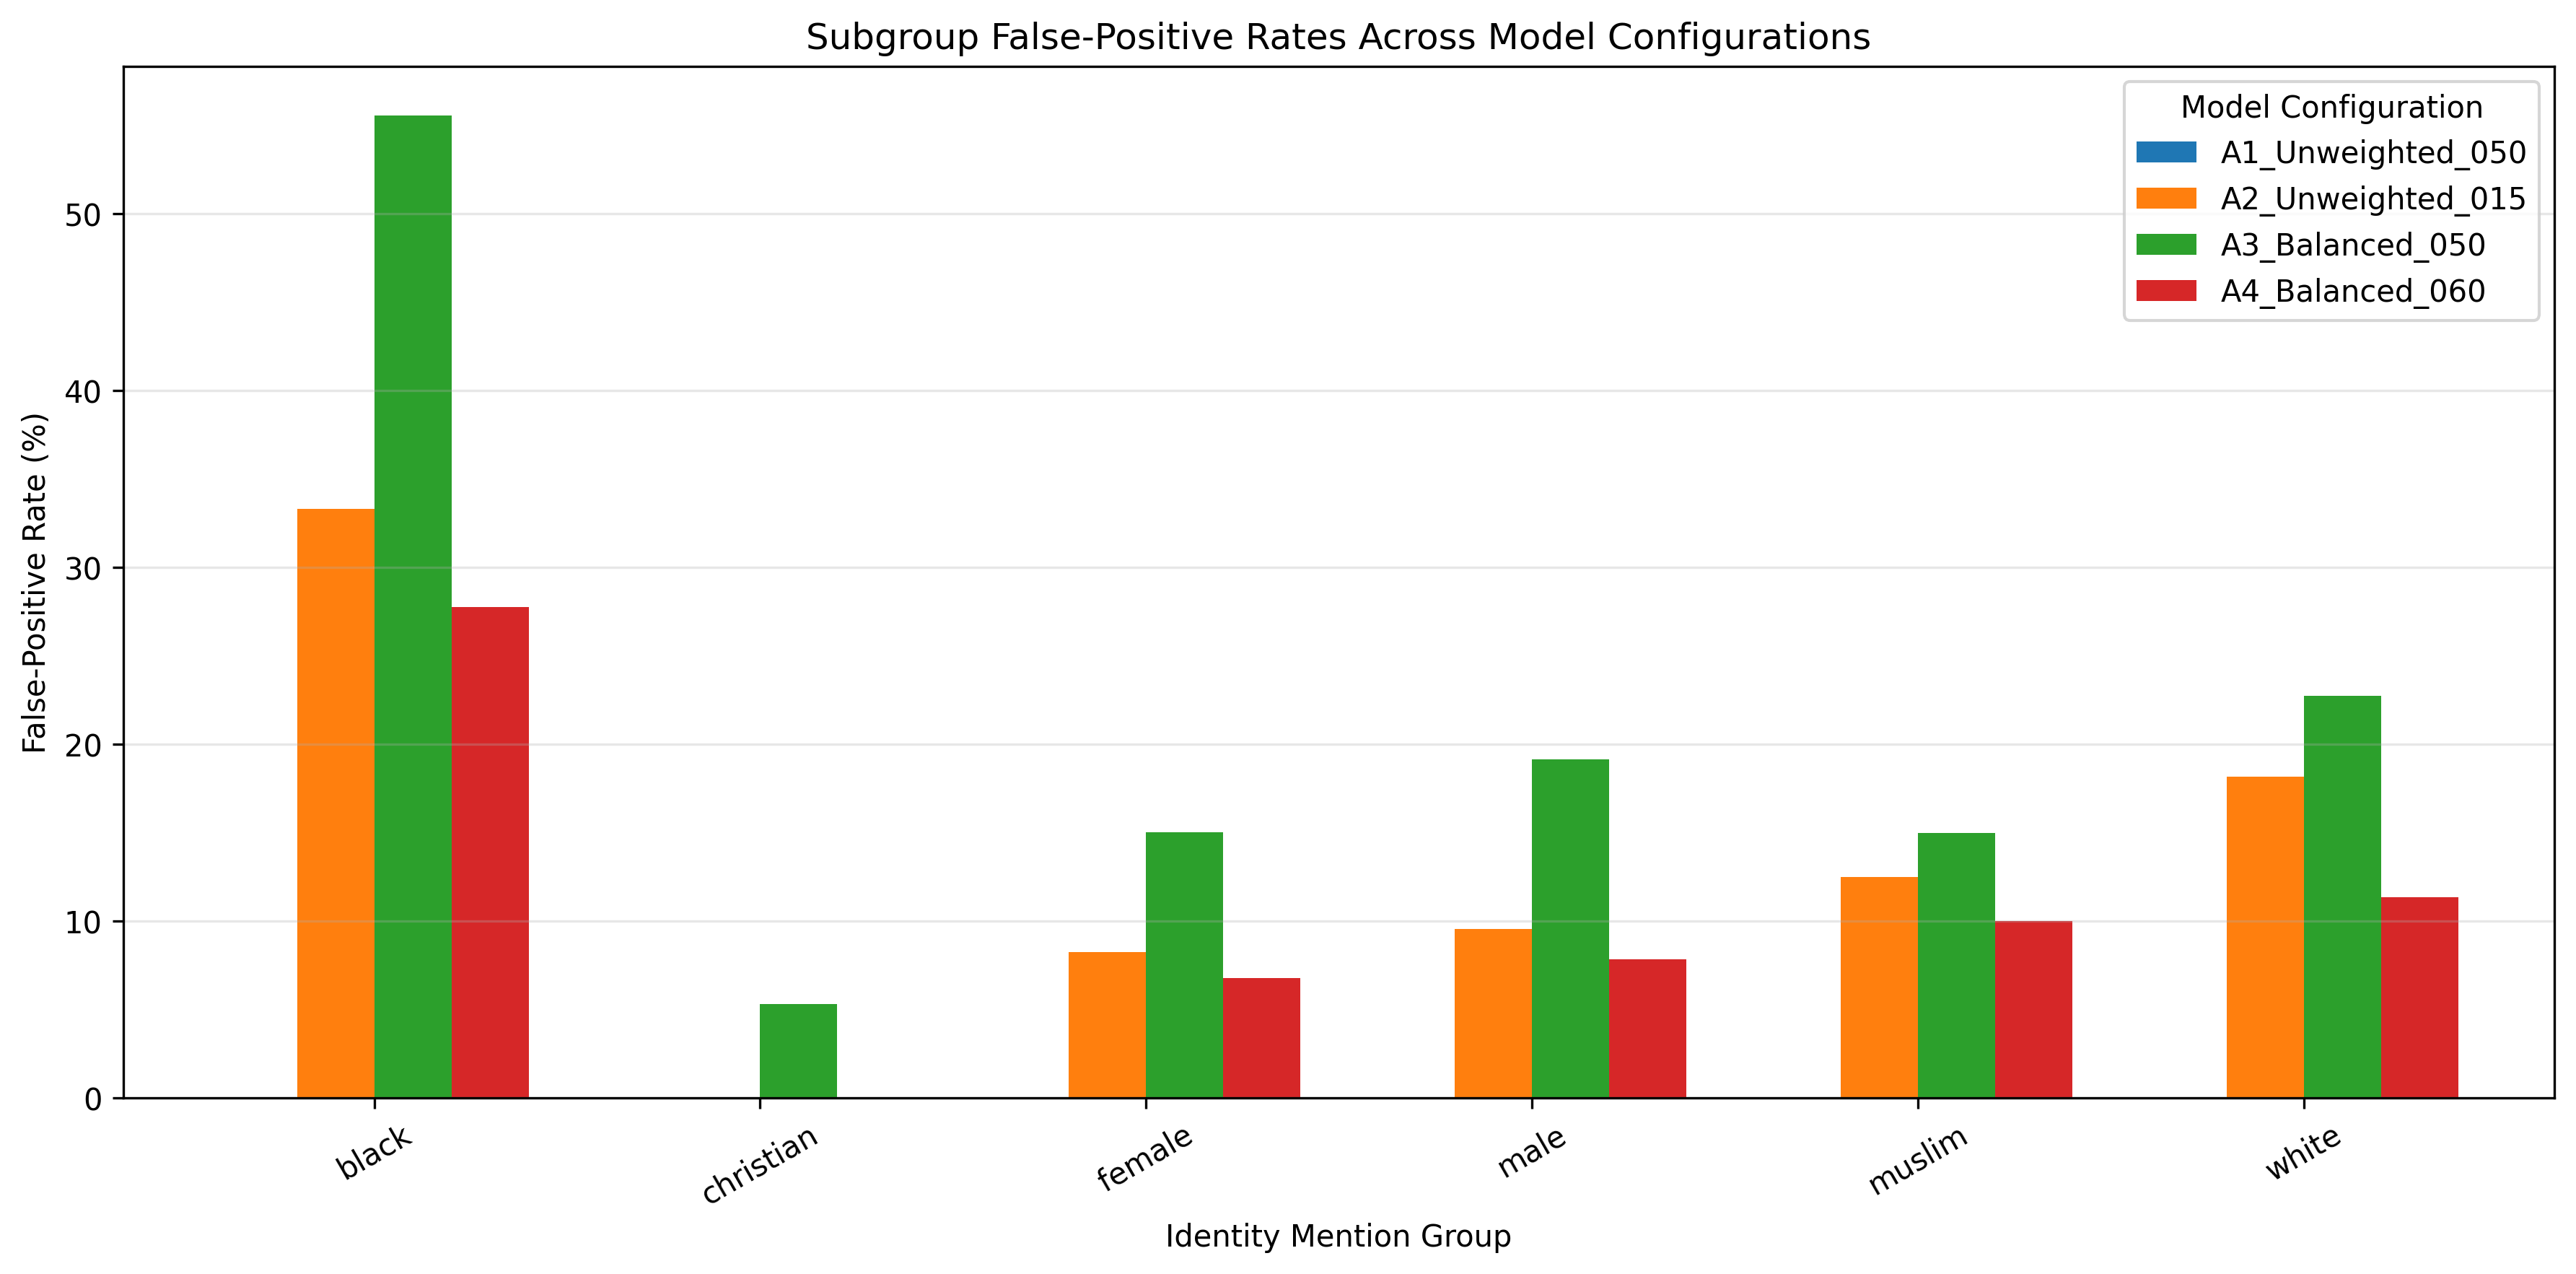 Subgroup False-Positive Rates Across Model Configurations
Model Configuration
A1_Unweighted_050
A2_Unweighted_015
A3_Balanced_050
A4_Balanced_060
False-Positive Rate (%)
50
40
30
20
10
0
black
christian
female
male
muslim
white
Identity Mention Group